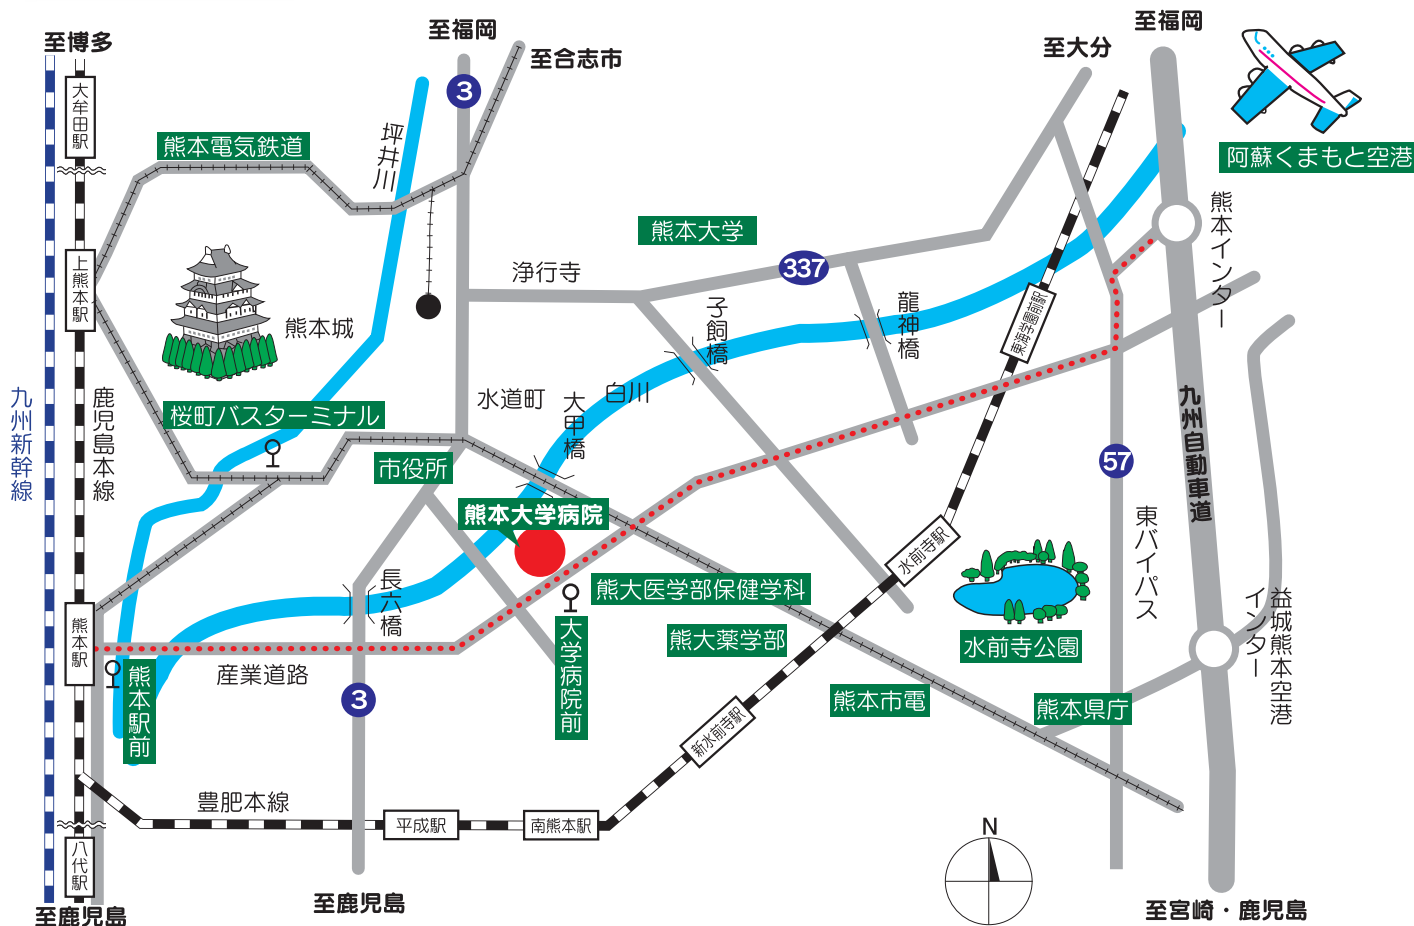 至博多
至福岡
至合志市
至大分
至福岡
3
大牟田駅
熊本電気鉄道
坪井川
阿蘇くまもと空港
熊本大学
熊本インター
上熊本駅
浄行寺
337
子飼橋
龍神橋
東海学園前駅
熊本城
九州新幹線
鹿児島本線
桜町バスターミナル
水道町
大甲橋
白川
九州自動車道
市役所
57
熊本大学病院
東バイパス
水前寺駅
長六橋
熊大医学部保健学科
益城熊本空港
インター
熊本駅
熊大薬学部
水前寺公園
大学病院前
産業道路
熊本駅前
3
熊本市電
熊本県庁
新水前寺駅
豊肥本線
平成駅
南熊本駅
八代駅
N
至鹿児島
至鹿児島
至宮崎・鹿児島